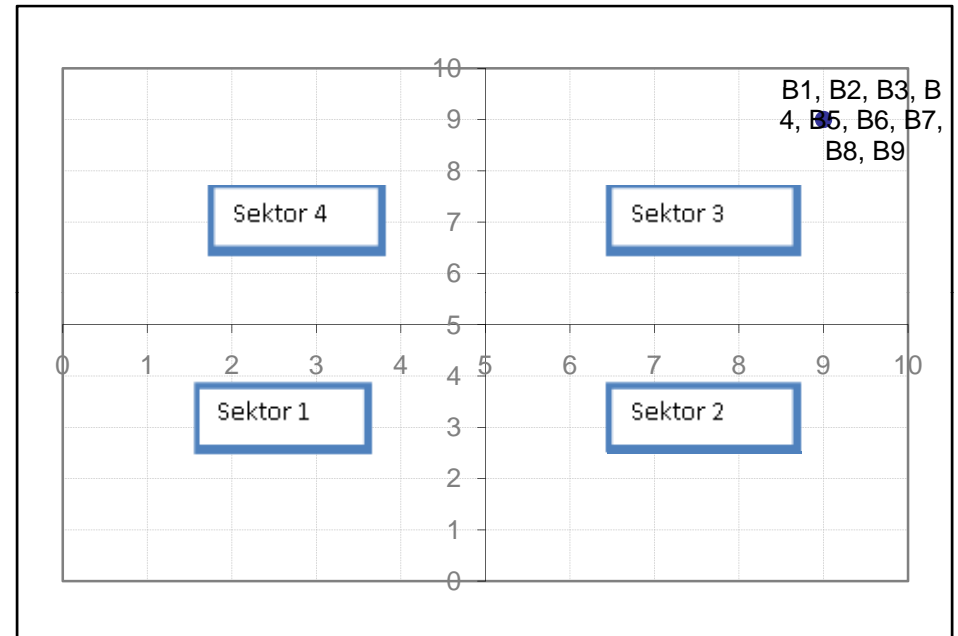 10
B1, B2, B3, B
9
4, B5, B6, B7,
B8, B9
8
Sektor 4
Sektor 3
7
6
5
0 1 2 3 4 5 6 7 8 9 10
4
Sektor 1
Sektor 2
3
2
1
0